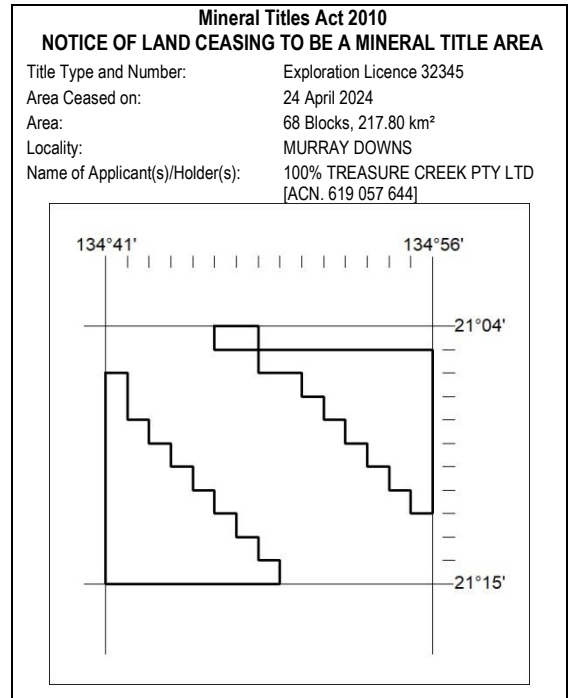 Mineral Titles Act 2010
NOTICE OF LAND CEASING TO BE A MINERAL TITLE AREA
Title Type and Number: Exploration Licence 32345
Area Ceased on: 24 April 2024
Area: 68 Blocks, 217.80 km²
Locality: MURRAY DOWNS
Name of Applicant(s)/Holder(s): 100% TREASURE CREEK PTY LTD
[ACN. 619 057 644]
134°41' 134°56'
21°04'
21°15'